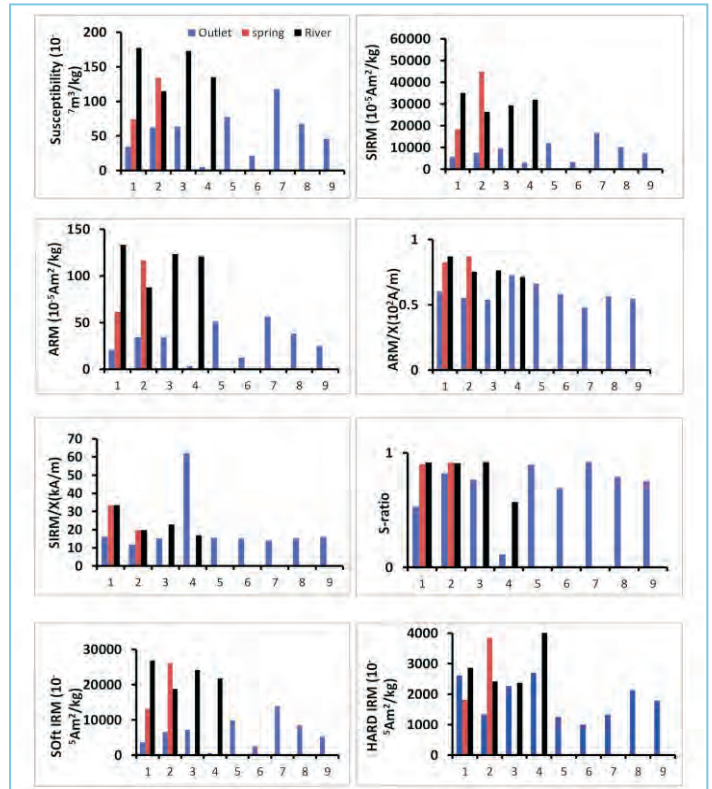 Outlet spring River
Susceptibility (10-
7m3/kg)
200
150
100
50
0
1 2 3 4 5 6 7 8 9
SIRM (10-5Am2/kg)
60000
50000
40000
30000
20000
10000
0
1 2 3 4 5 6 7 8 9
ARM (10-5Am2/kg)
150
100
50
0
1 2 3 4 5 6 7 8 9
ARM/X(102A/m)
1
0.5
0
1 2 3 4 5 6 7 8 9
SIRM/X(kA/m)
70
60
50
40
30
20
10
0
1 2 3 4 5 6 7 8 9
S-ratio
1
0
1 2 3 4 5 6 7 8 9
SOft IRM (10-
5Am2/kg)
30000
20000
10000
0
1 2 3 4 5 6 7 8 9
HARD IRM (10-
5Am2/kg)
4000
3000
2000
1000
0
1 2 3 4 5 6 7 8 9